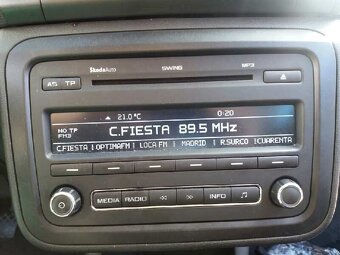 ŠkodaAuto SWING MP3
AS TP
21.0°C 0:20
NO TP
FM3
C.FIESTA 89.5 MHz
C.FIESTA |OPTIMAFM| LOCA FM | MADRID | R.SURCO |CUARENTA
MEDIA RADIO INFO